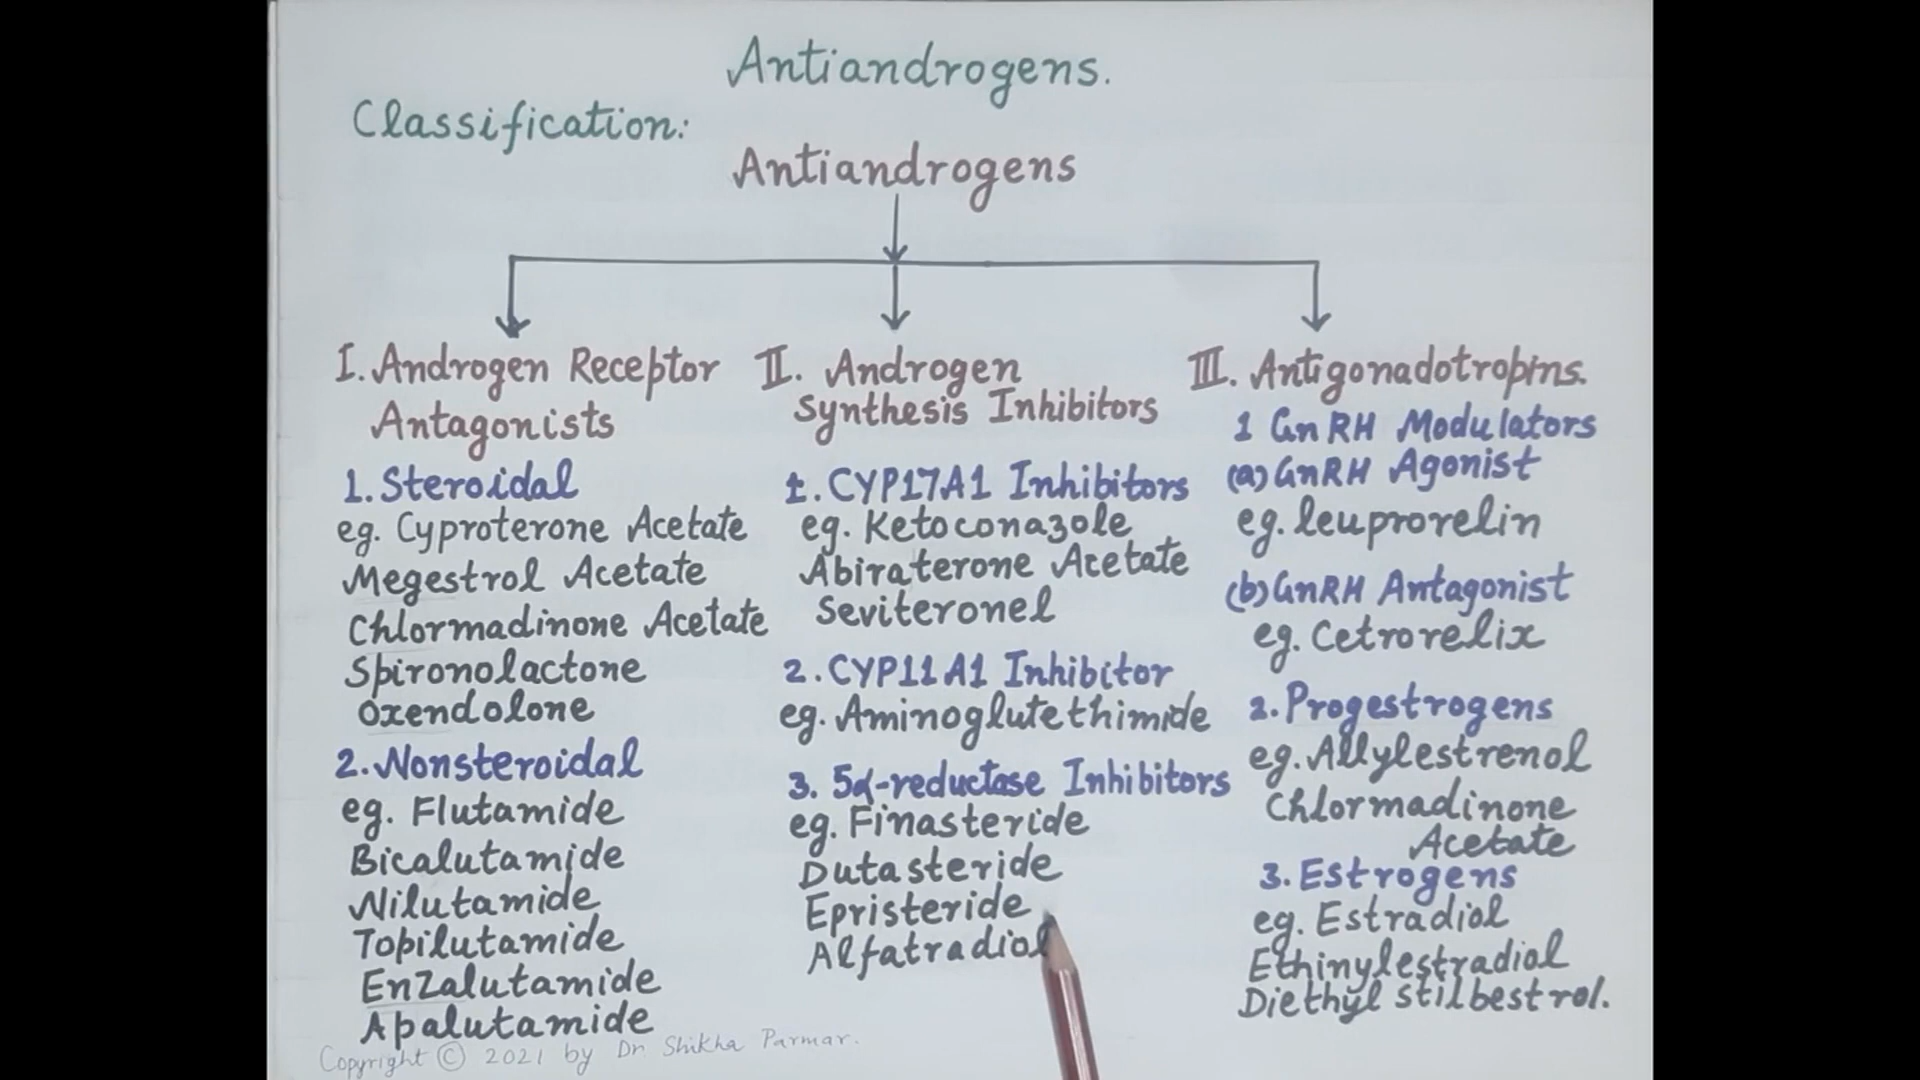 Antiandrogens.
Classification:
Antiandrogens
I. Androgen Receptor
Antagonists
1. Steroidal
eg. Cyproterone Acetate
Megestrol Acetate
Chlormadinone Acetate
Spironolactone
Oxendolone
2. Nonsteroidal
eg. Flutamide
Bicalutamide
Nilutamide
Topilutamide
EnZalutamide
Apalutamide
II. Androgen
Synthesis Inhibitors
1. CYP17A1 Inhibitors
eg. Ketoconazole
Abiraterone Acetate
Seviteronel
2. CYP11A1 Inhibitor
eg. Aminoglutethimide
3. 5α-reductase Inhibitors
eg. Finasteride
Dutasteride
Epristeride
Alfatradiol
III. Antigonadotropins.
1 GnRH Modulators
(a) GnRH Agonist
eg. leuprorelin
(b) GnRH Antagonist
eg. Cetrorelix
2. Progestrogens
eg. Allylestrenol
Chlormadinone
Acetate
3. Estrogens
eg. Estradiol
Ethinylestradiol
Diethyl stilbestrol.
Copyright © 2021 by Dr Shikha Parmar.